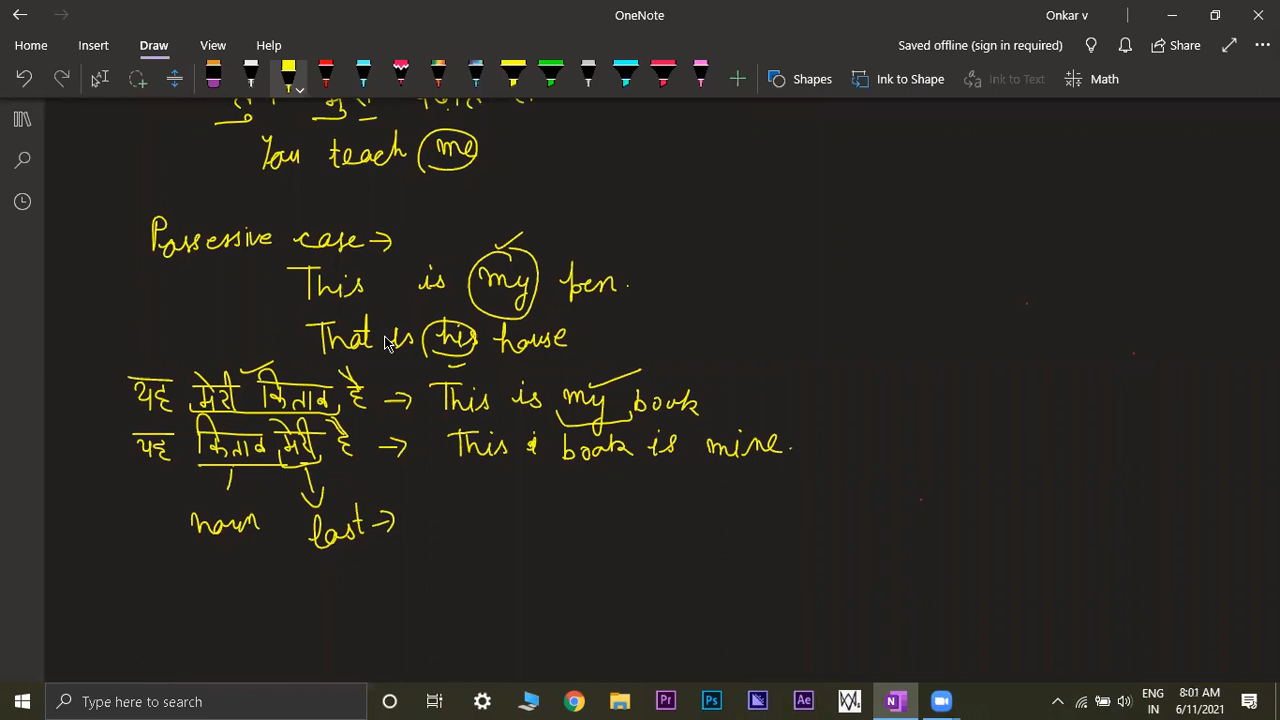 OneNote
Onkar v
Home Insert Draw View Help
Saved offline (sign in required)
Share
Shapes
Ink to Shape
Ink to Text
Math
You teach me
Possessive case →
This is my pen.
That is his house
यह मेरी किताब है → This is my book
यह किताब मेरी है → This book is mine.
noun last →
Type here to search
ENG
IN
8:01 AM
6/11/2021